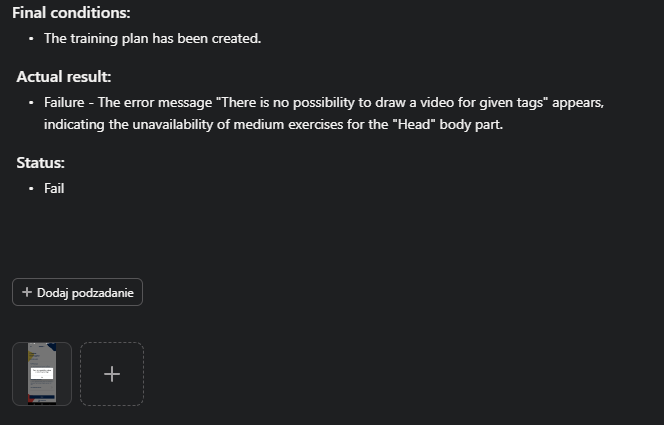 Final conditions:
• The training plan has been created.
Actual result:
• Failure - The error message "There is no possibility to draw a video for given tags" appears,
indicating the unavailability of medium exercises for the "Head" body part.
Status:
• Fail
+ Dodaj podzadanie